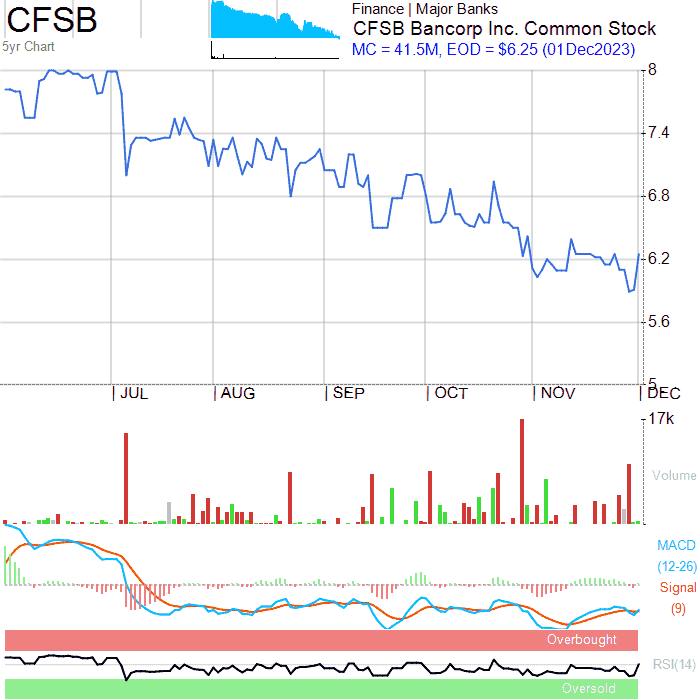 CFSB
5yr Chart
Finance | Major Banks
CFSB Bancorp Inc. Common Stock
MC = 41.5M, EOD = $6.25 (01Dec2023)
8
7.4
6.8
6.2
5.6
5
JUL
AUG
SEP
OCT
NOV
DEC
17k
Volume
MACD
(12-26)
Signal
(9)
Overbought
RSI(14)
Oversold